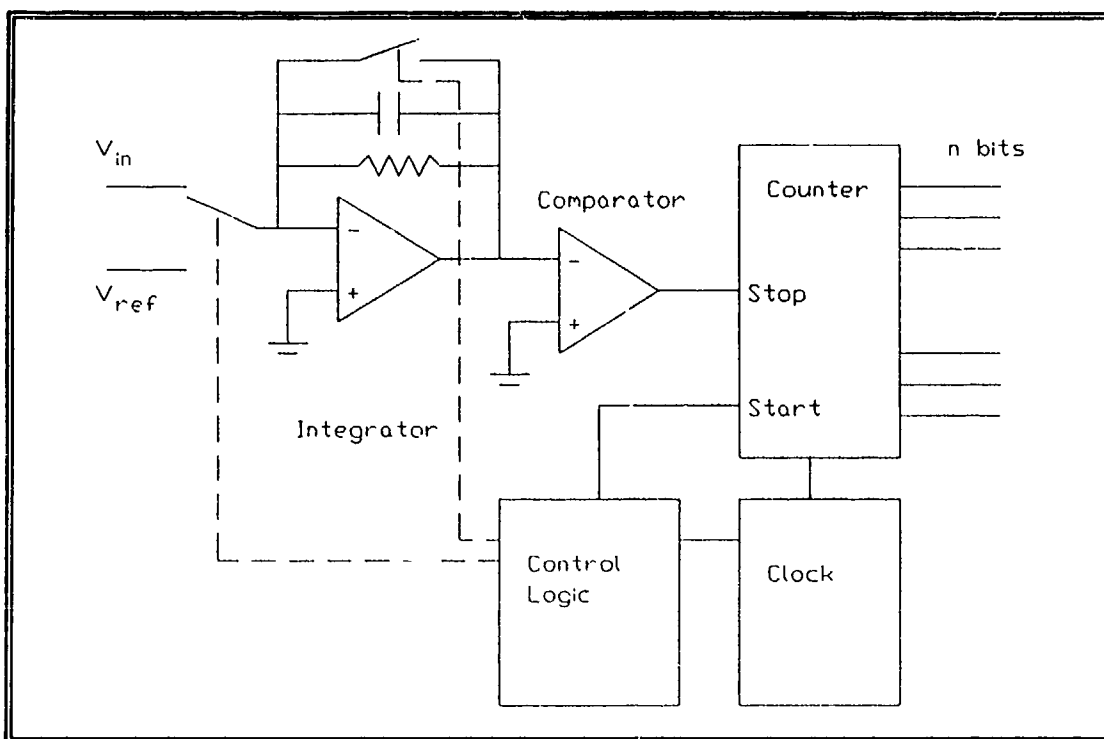 V_in
V_ref
-
+
Integrator
Comparator
-
+
Counter
Stop
Start
n bits
Control
Logic
Clock